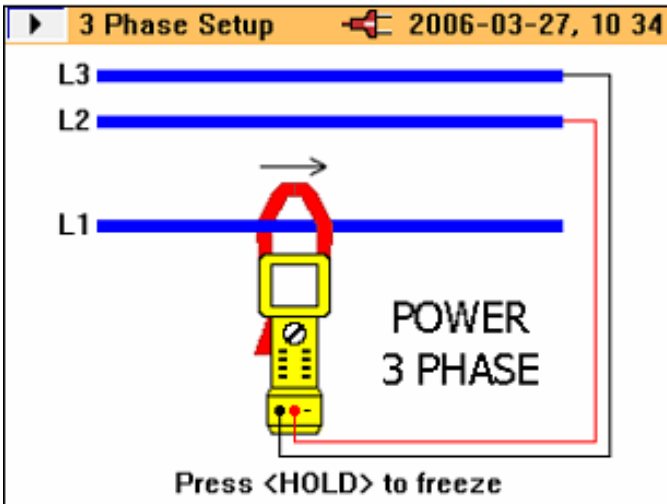 3 Phase Setup 2006-03-27, 10 34
L3
L2
L1
POWER
3 PHASE
Press <HOLD> to freeze